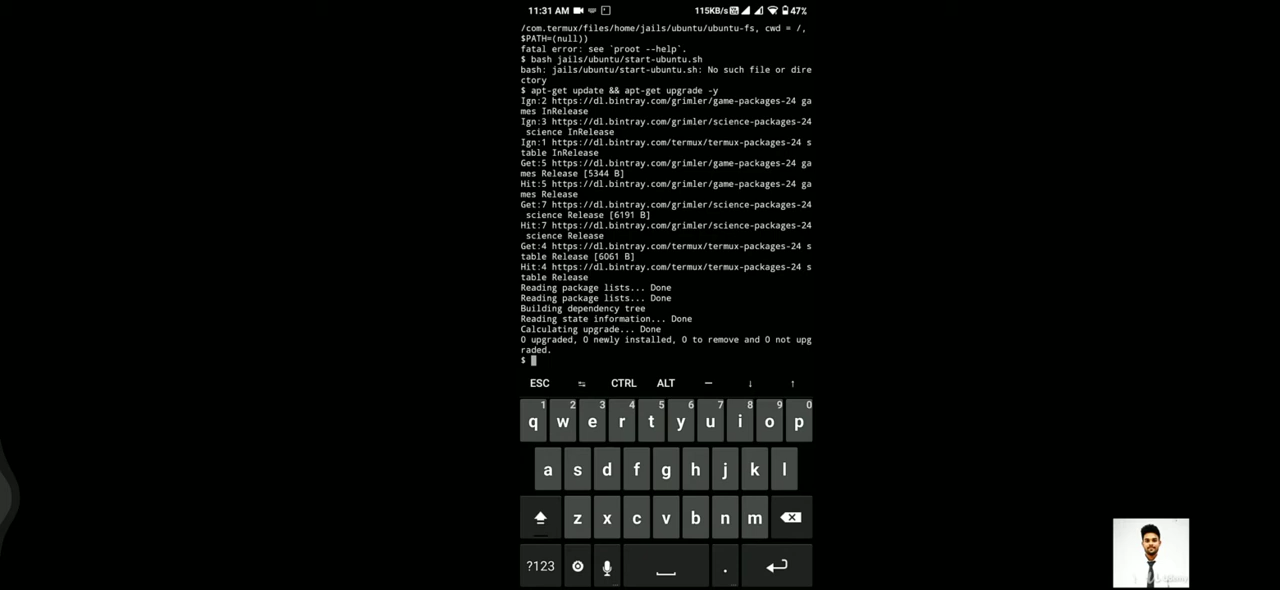 11:31 AM 115KB/s 47%
/com.termux/files/home/jails/ubuntu/ubuntu-fs, cwd = /,
$PATH=(null))
fatal error: see `proot --help`.
$ bash jails/ubuntu/start-ubuntu.sh
bash: jails/ubuntu/start-ubuntu.sh: No such file or dire
ctory
$ apt-get update && apt-get upgrade -y
Ign:2 https://dl.bintray.com/grimler/game-packages-24 ga
mes InRelease
Ign:3 https://dl.bintray.com/grimler/science-packages-24
science InRelease
Ign:1 https://dl.bintray.com/termux/termux-packages-24 s
table InRelease
Get:5 https://dl.bintray.com/grimler/game-packages-24 ga
mes Release [5344 B]
Hit:5 https://dl.bintray.com/grimler/game-packages-24 ga
mes Release
Get:7 https://dl.bintray.com/grimler/science-packages-24
science Release [6191 B]
Hit:7 https://dl.bintray.com/grimler/science-packages-24
science Release
Get:4 https://dl.bintray.com/termux/termux-packages-24 s
table Release [6061 B]
Hit:4 https://dl.bintray.com/termux/termux-packages-24 s
table Release
Reading package lists... Done
Reading package lists... Done
Building dependency tree
Reading state information... Done
Calculating upgrade... Done
0 upgraded, 0 newly installed, 0 to remove and 0 not upg
raded.
$
ESC ⇆ CTRL ALT — ↓ ↑
1 2 3 4 5 6 7 8 9 0
q w e r t y u i o p
a s d f g h j k l
z x c v b n m
?123 .